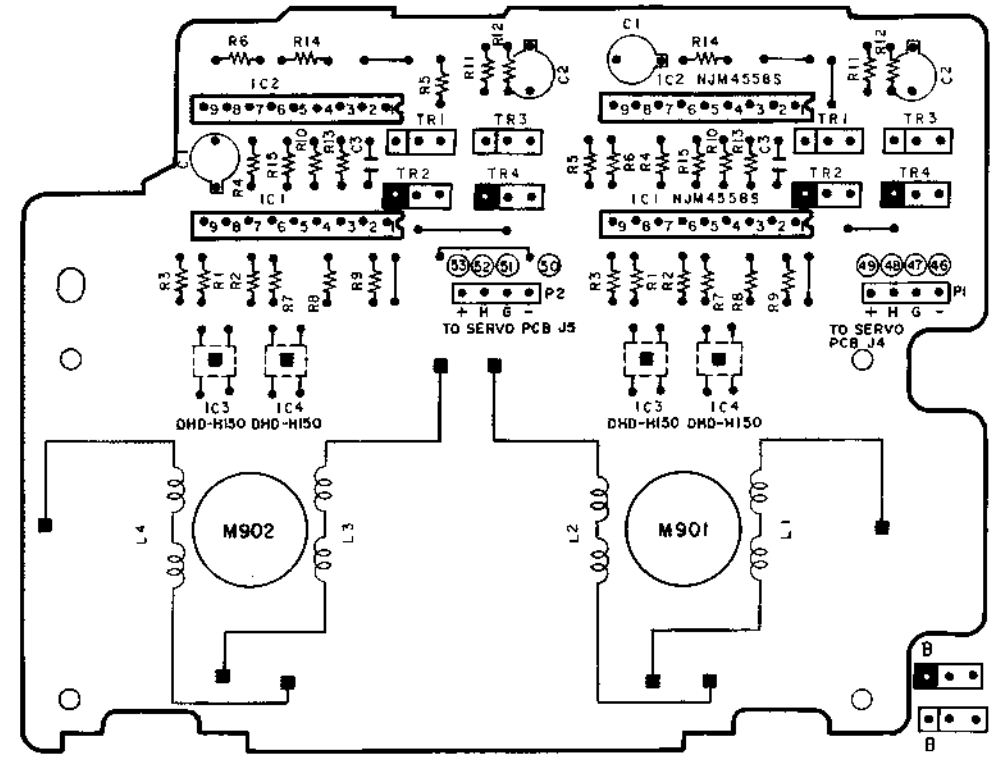 R6 R14 R5 R11 R12 C2 C1 R14 R11 R12 C2
IC2 IC2 NJM4558S
9 8 7 6 5 4 3 2 1 9 8 7 6 5 4 3 2 1
TR1 TR3 TR1 TR3
C1 R4 R15 R10 R13 C3 R5 R6 R4 R15 R10 R13 C3
TR2 TR4 TR2 TR4
IC1 IC1 NJM4558S
9 8 7 6 5 4 3 2 1 9 8 7 6 5 4 3 2 1
53 52 51 50 49 48 47 46
R3 R1 R2 R7 R8 R9 R3 R1 R2 R7 R8 R9
P2 P1
+ H G - + H G -
TO SERVO PCB J5
TO SERVO
PCB J4
IC3 IC4 IC3 IC4
DHD-H150 DHD-H150 DHD-H150 DHD-H150
L4 M902 L3 L2 M901 L1
B
B